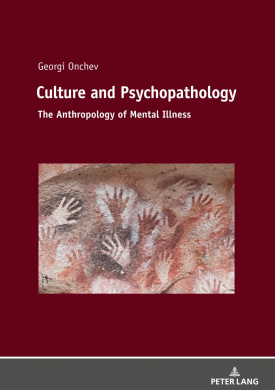 Georgi Onchev
Culture and Psychopathology
The Anthropology of Mental Illness
PETER LANG